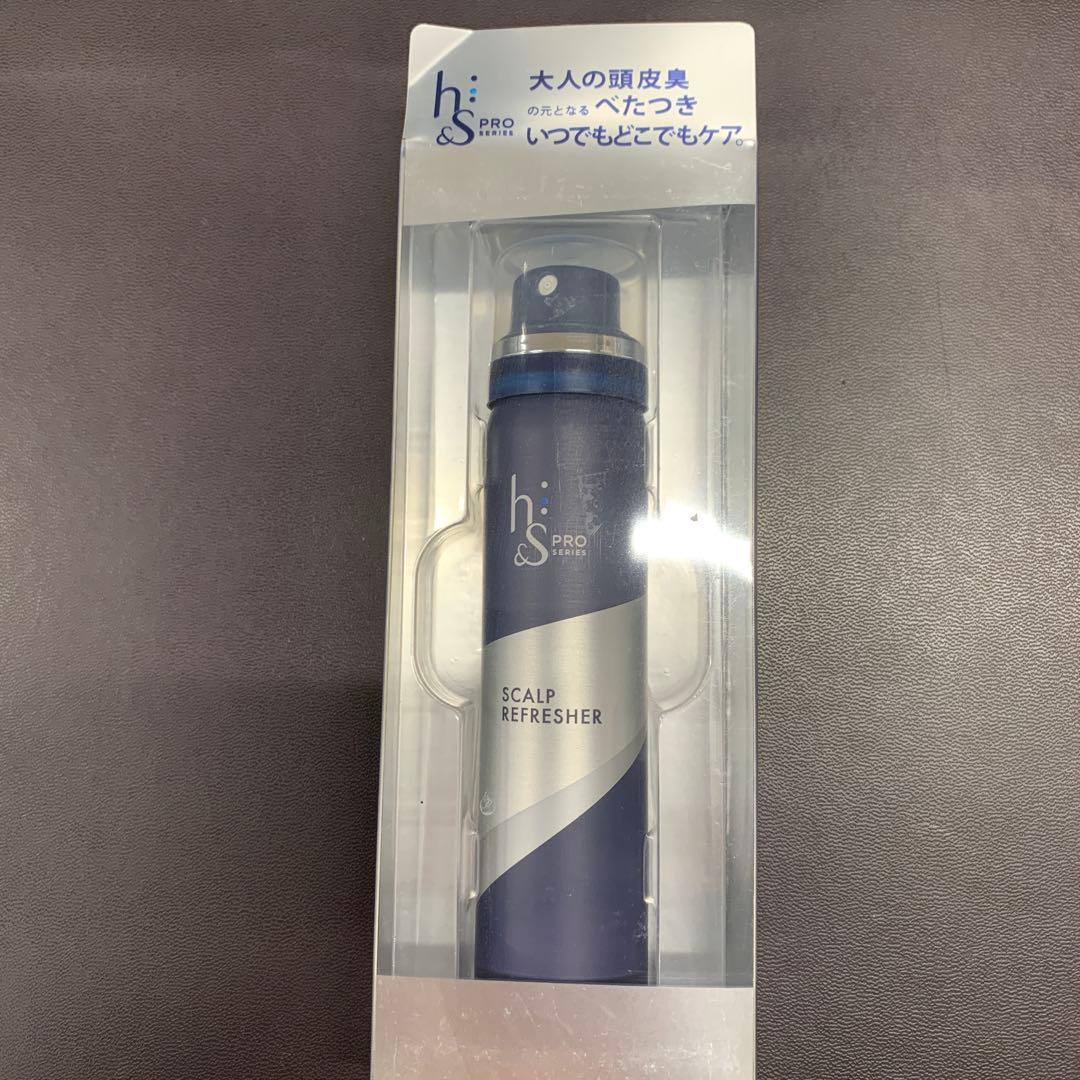 h&S PRO SERIES
大人の頭皮臭
の元となる べたつき
いつでもどこでもケア。
h&S PRO SERIES
SCALP
REFRESHER